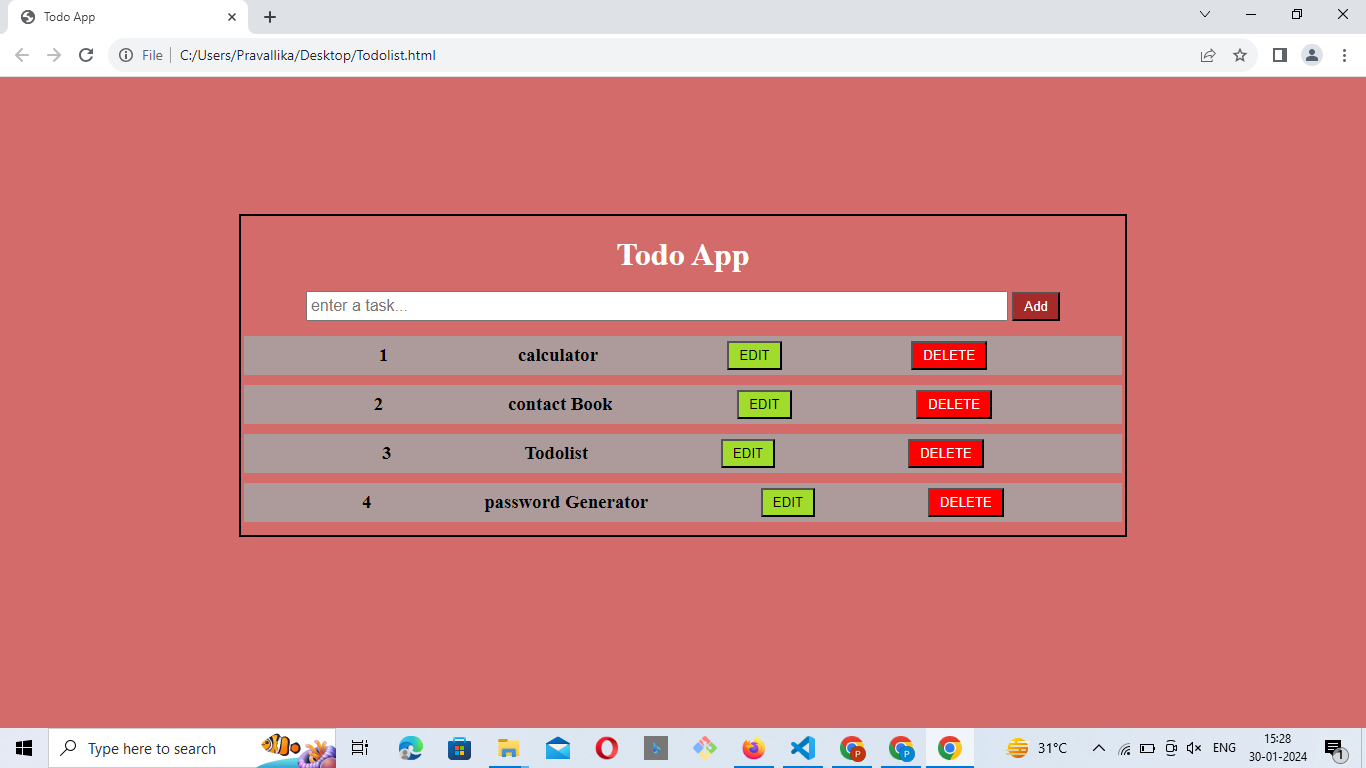 Todo App
File C:/Users/Pravallika/Desktop/Todolist.html
Todo App
enter a task... Add
1 calculator EDIT DELETE
2 contact Book EDIT DELETE
3 Todolist EDIT DELETE
4 password Generator EDIT DELETE
Type here to search 31°C ENG 15:28
30-01-2024 1
P P